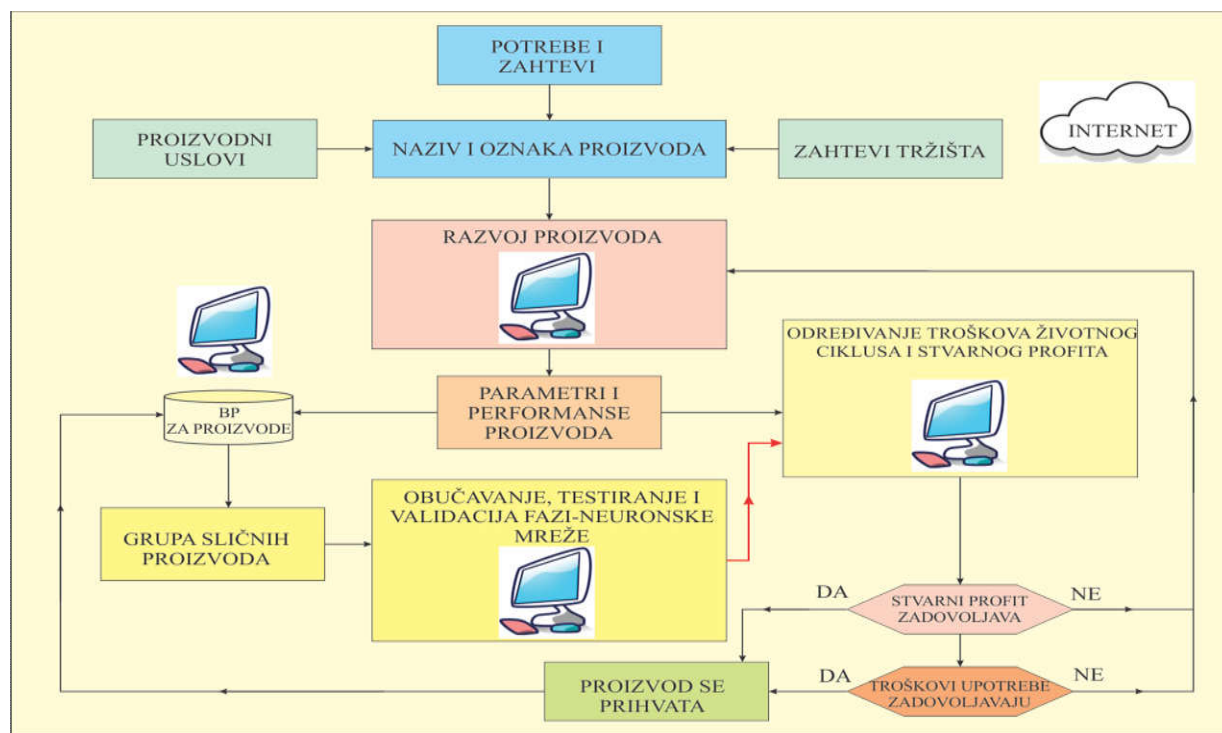 POTREBE I
ZAHTEVI
INTERNET
PROIZVODNI
USLOVI
NAZIV I OZNAKA PROIZVODA
ZAHTEVI TRŽIŠTA
RAZVOJ PROIZVODA
ODREĐIVANJE TROŠKOVA ŽIVOTNOG
CIKLUSA I STVARNOG PROFITA
PARAMETRI I
PERFORMANSE
PROIZVODA
BP
ZA PROIZVODE
OBUČAVANJE, TESTIRANJE I
VALIDACIJA FAZI-NEURONSKE
MREŽE
GRUPA SLIČNIH
PROIZVODA
DA
STVARNI PROFIT
ZADOVOLJAVA
NE
PROIZVOD SE
PRIHVATA
DA
TROŠKOVI UPOTREBE
ZADOVOLJAVAJU
NE